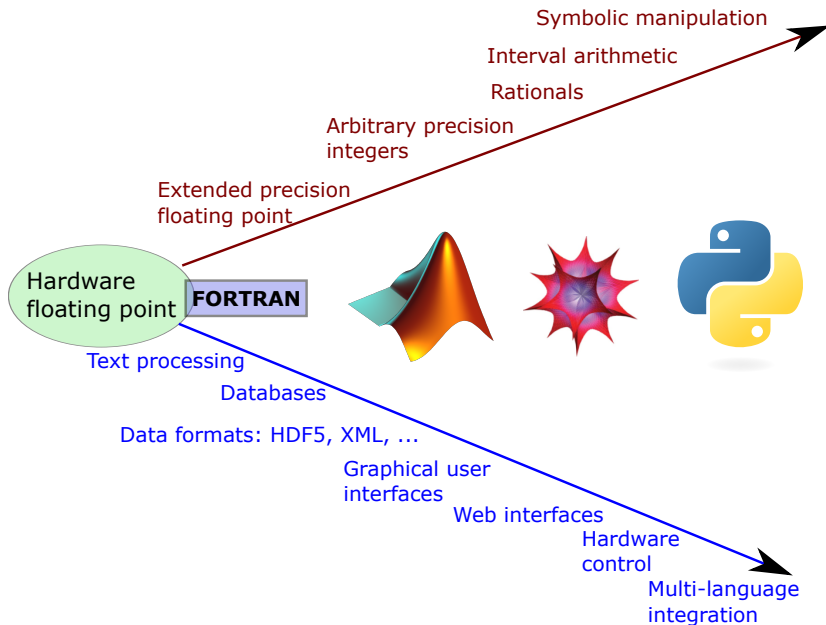 Symbolic manipulation
Interval arithmetic
Rationals
Arbitrary precision
integers
Extended precision
floating point
Hardware
floating point
FORTRAN
Text processing
Databases
Data formats: HDF5, XML, ...
Graphical user
interfaces
Web interfaces
Hardware
control
Multi-language
integration